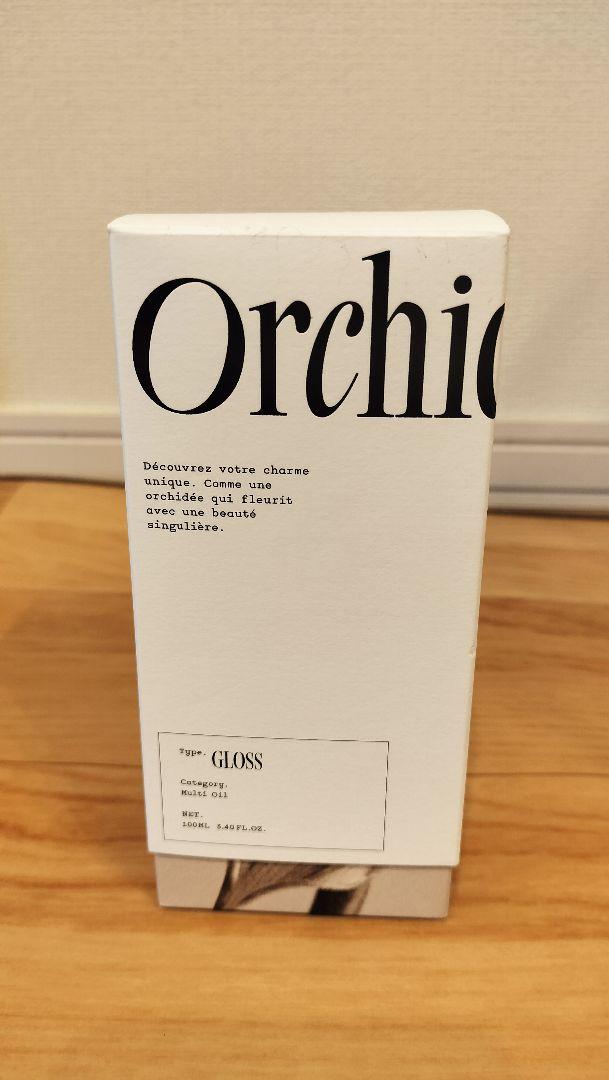 Orchid
Découvrez votre charme
unique. Comme une
orchidée qui fleurit
avec une beauté
singulière.
Type. GLOSS
Category.
Multi Oil
NET.
100ML 3.40FL.OZ.